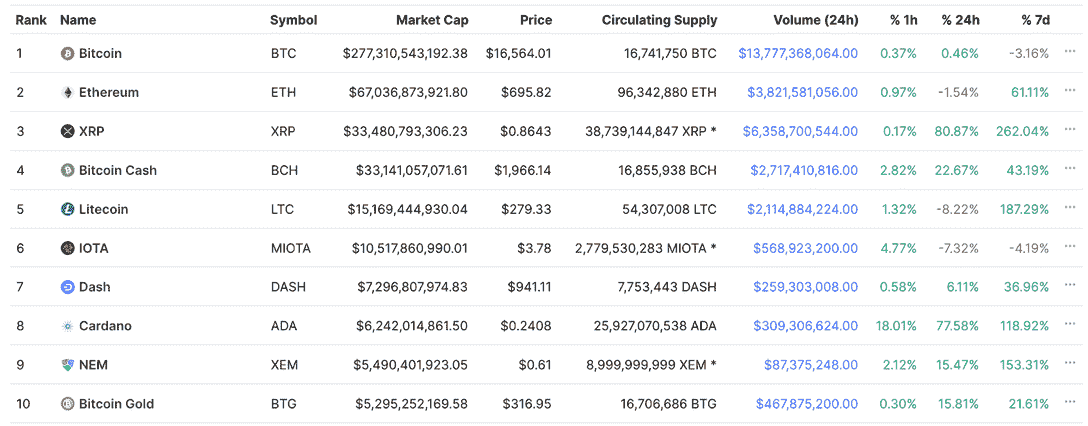 Rank Name Symbol Market Cap Price Circulating Supply Volume (24h) % 1h % 24h % 7d
1 Bitcoin BTC $277,310,543,192.38 $16,564.01 16,741,750 BTC $13,777,368,064.00 0.37% 0.46% -3.16% ...
2 Ethereum ETH $67,036,873,921.80 $695.82 96,342,880 ETH $3,821,581,056.00 0.97% -1.54% 61.11% ...
3 XRP XRP $33,480,793,306.23 $0.8643 38,739,144,847 XRP * $6,358,700,544.00 0.17% 80.87% 262.04% ...
4 Bitcoin Cash BCH $33,141,057,071.61 $1,966.14 16,855,938 BCH $2,717,410,816.00 2.82% 22.67% 43.19% ...
5 Litecoin LTC $15,169,444,930.04 $279.33 54,307,008 LTC $2,114,884,224.00 1.32% -8.22% 187.29% ...
6 IOTA MIOTA $10,517,860,990.01 $3.78 2,779,530,283 MIOTA * $568,923,200.00 4.77% -7.32% -4.19% ...
7 Dash DASH $7,296,807,974.83 $941.11 7,753,443 DASH $259,303,008.00 0.58% 6.11% 36.96% ...
8 Cardano ADA $6,242,014,861.50 $0.2408 25,927,070,538 ADA $309,306,624.00 18.01% 77.58% 118.92% ...
9 NEM XEM $5,490,401,923.05 $0.61 8,999,999,999 XEM * $87,375,248.00 2.12% 15.47% 153.31% ...
10 Bitcoin Gold BTG $5,295,252,169.58 $316.95 16,706,686 BTG $467,875,200.00 0.30% 15.81% 21.61% ...